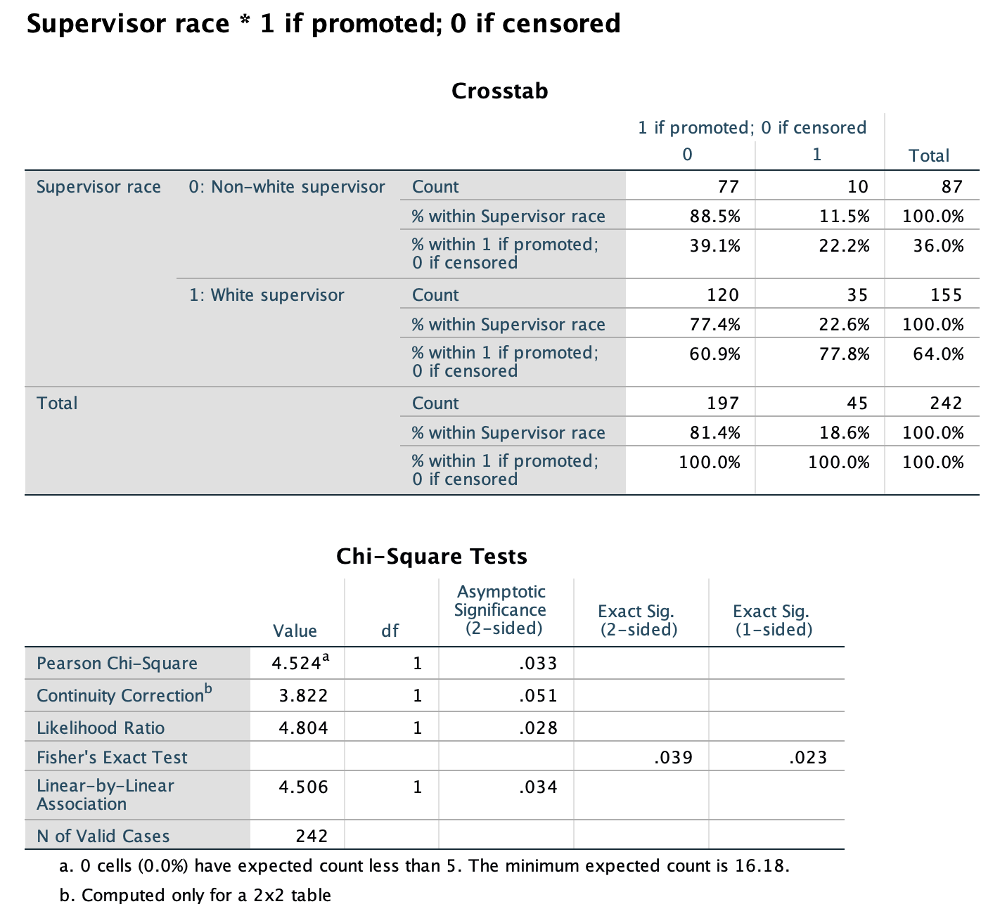 Supervisor race * 1 if promoted; 0 if censored
Crosstab
1 if promoted; 0 if censored
0 1 Total
Supervisor race 0: Non-white supervisor Count 77 10 87
% within Supervisor race 88.5% 11.5% 100.0%
% within 1 if promoted; 39.1% 22.2% 36.0%
0 if censored
1: White supervisor Count 120 35 155
% within Supervisor race 77.4% 22.6% 100.0%
% within 1 if promoted; 60.9% 77.8% 64.0%
0 if censored
Total Count 197 45 242
% within Supervisor race 81.4% 18.6% 100.0%
% within 1 if promoted; 100.0% 100.0% 100.0%
0 if censored
Chi-Square Tests
Asymptotic
Significance Exact Sig. Exact Sig.
Value df (2-sided) (2-sided) (1-sided)
Pearson Chi-Square 4.524a 1 .033
Continuity Correctionb 3.822 1 .051
Likelihood Ratio 4.804 1 .028
Fisher's Exact Test .039 .023
Linear-by-Linear 4.506 1 .034
Association
N of Valid Cases 242
a. 0 cells (0.0%) have expected count less than 5. The minimum expected count is 16.18.
b. Computed only for a 2x2 table